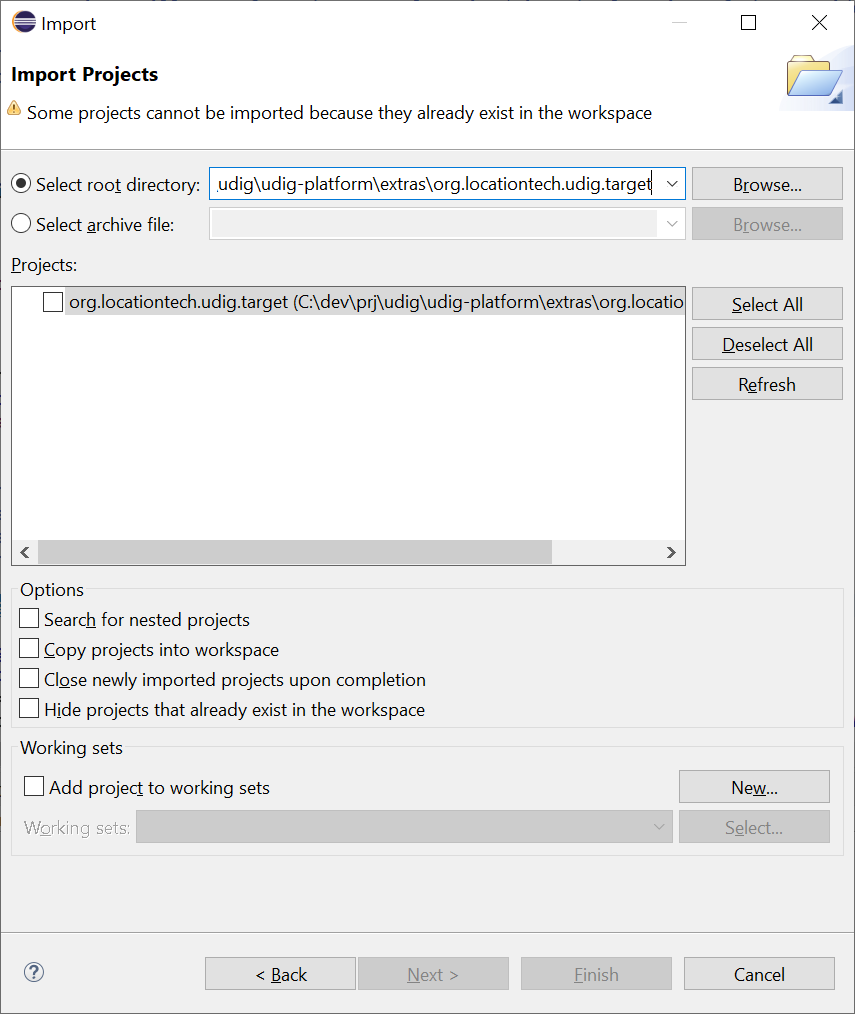 Import
Import Projects
Some projects cannot be imported because they already exist in the workspace
Select root directory: udig\udig-platform\extras\org.locationtech.udig.target Browse...
Select archive file: Browse...
Projects:
org.locationtech.udig.target (C:\dev\prj\udig\udig-platform\extras\org.locatio
Select All
Deselect All
Refresh
Options
Search for nested projects
Copy projects into workspace
Close newly imported projects upon completion
Hide projects that already exist in the workspace
Working sets
Add project to working sets New...
Working sets: Select...
? < Back Next > Finish Cancel